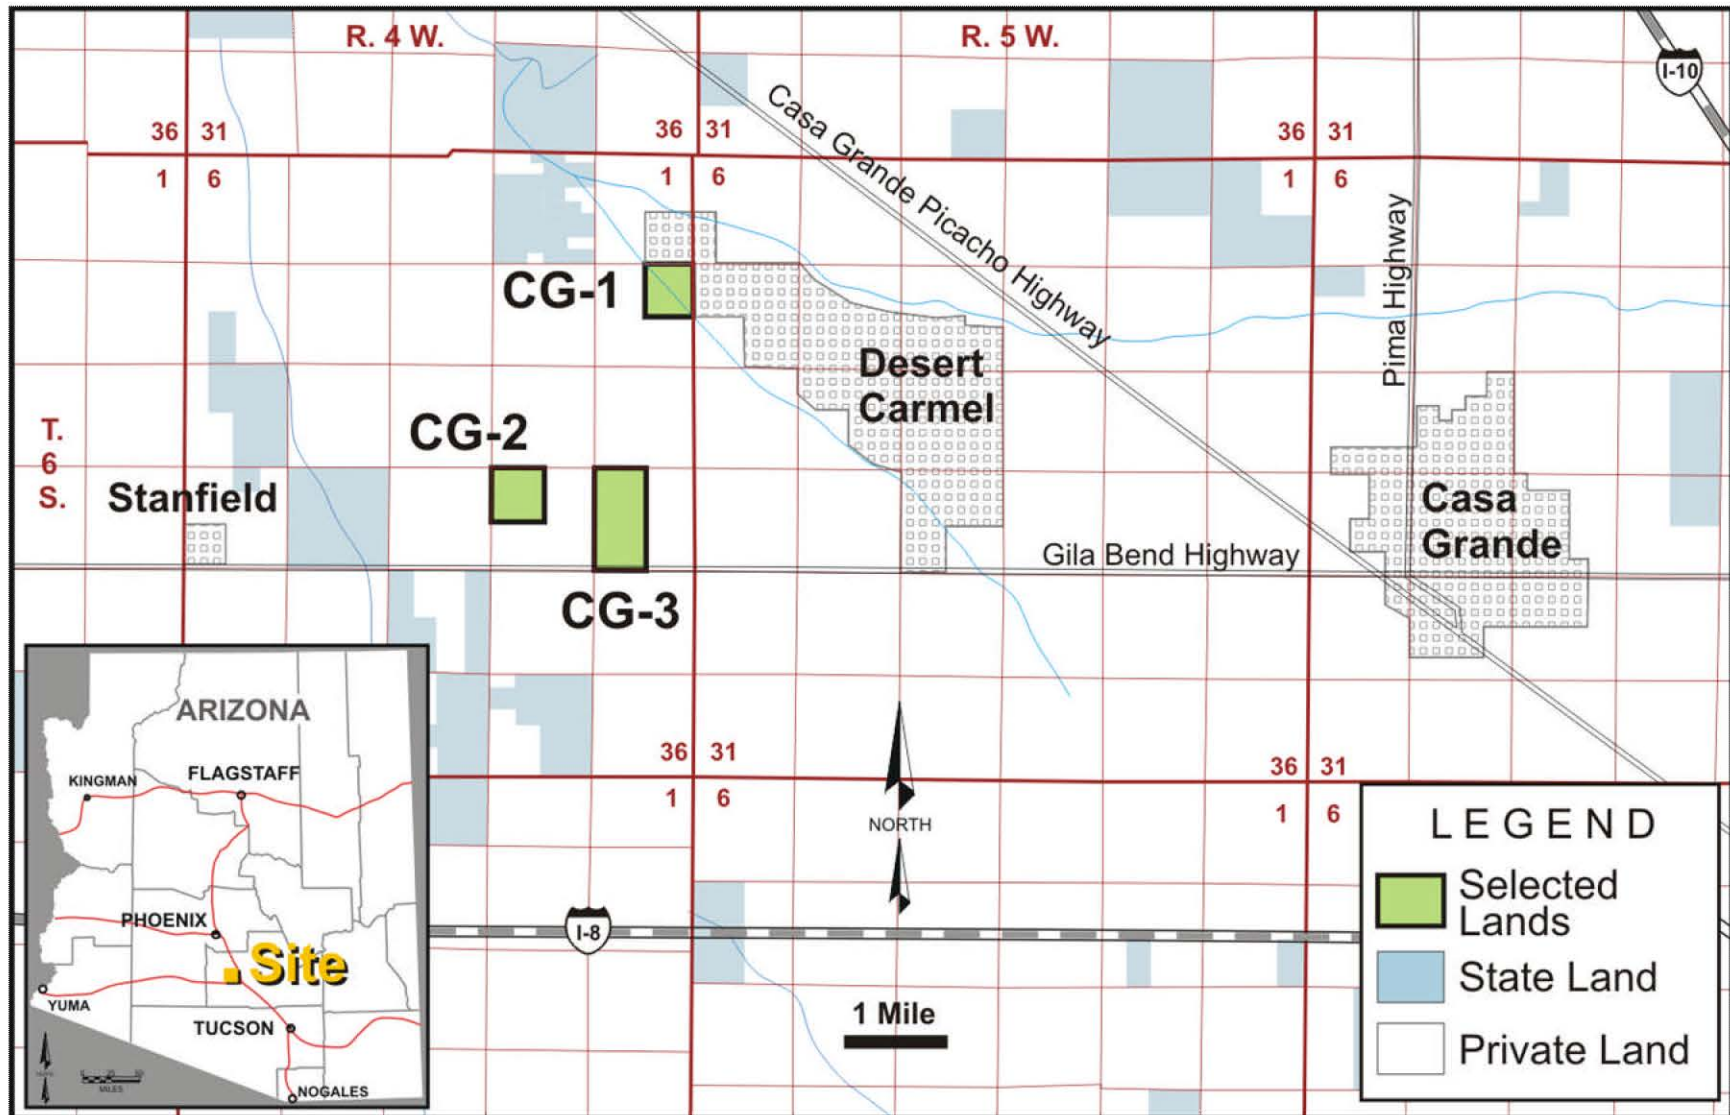 R. 4 W.
R. 5 W.
I-10
36 31
36 31
36 31
1 6
1 6
1 6
Casa Grande Picacho Highway
Pima Highway
CG-1
Desert
Carmel
CG-2
T.
6
S.
Stanfield
Casa
Grande
Gila Bend Highway
CG-3
36 31
36 31
1 6
1 6
NORTH
I-8
1 Mile
ARIZONA
KINGMAN
FLAGSTAFF
PHOENIX
Site
YUMA
TUCSON
NOGALES
MILES
LEGEND
Selected
Lands
State Land
Private Land